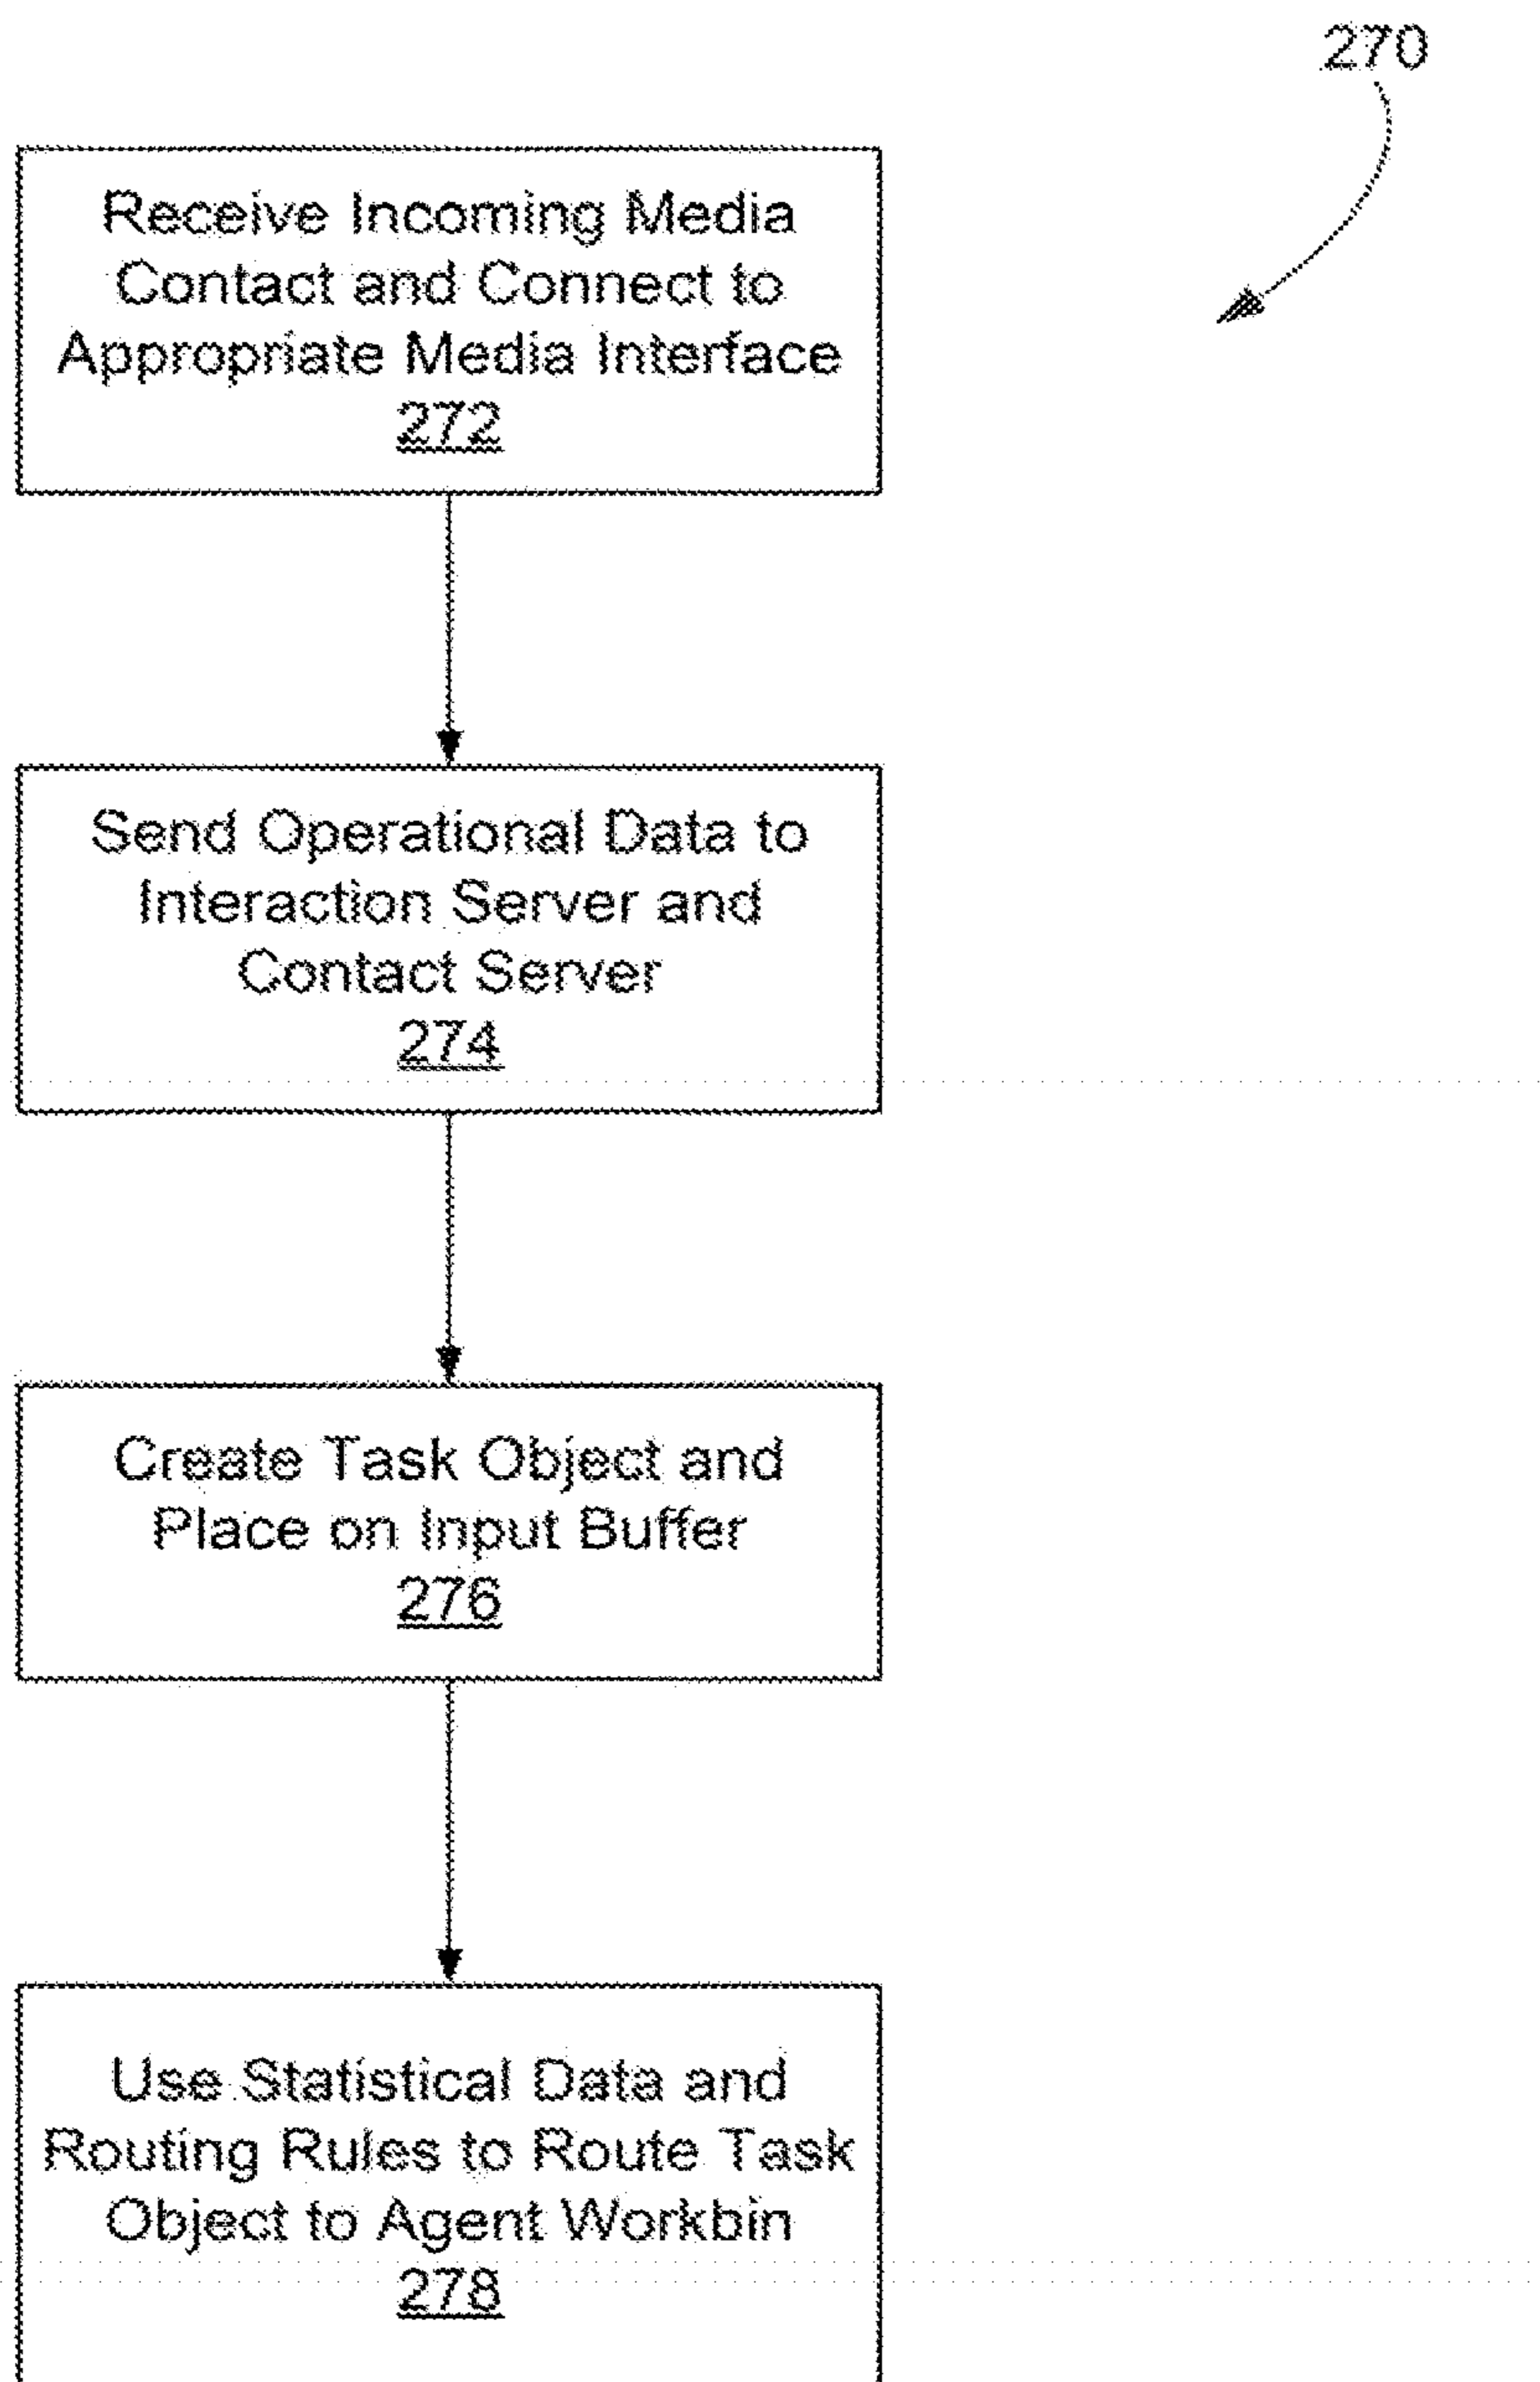 270
Receive Incoming Media
Contact and Connect to
Appropriate Media Interface
272
Send Operational Data to
Interaction Server and
Contact Server
274
Create Task Object and
Place on Input Buffer
276
Use Statistical Data and
Routing Rules to Route Task
Object to Agent Workbin
278